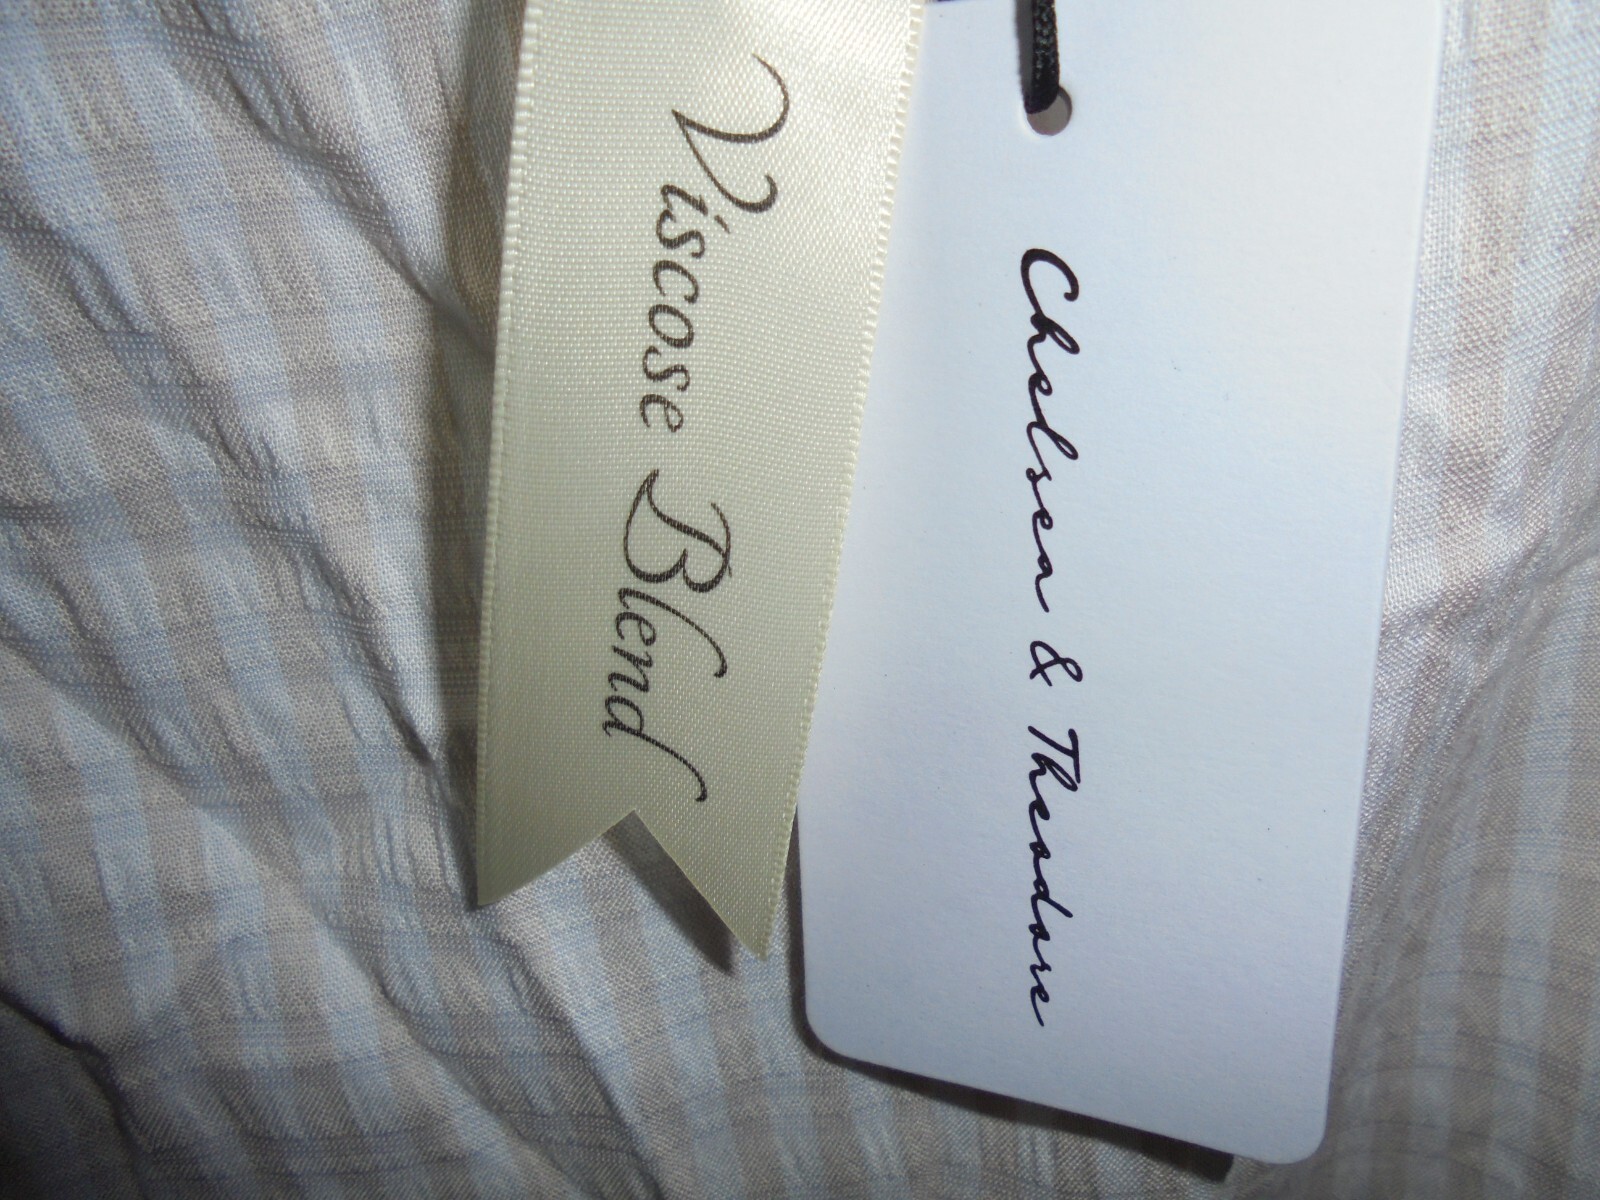 Viscose Blend
Chelsea & Theodore